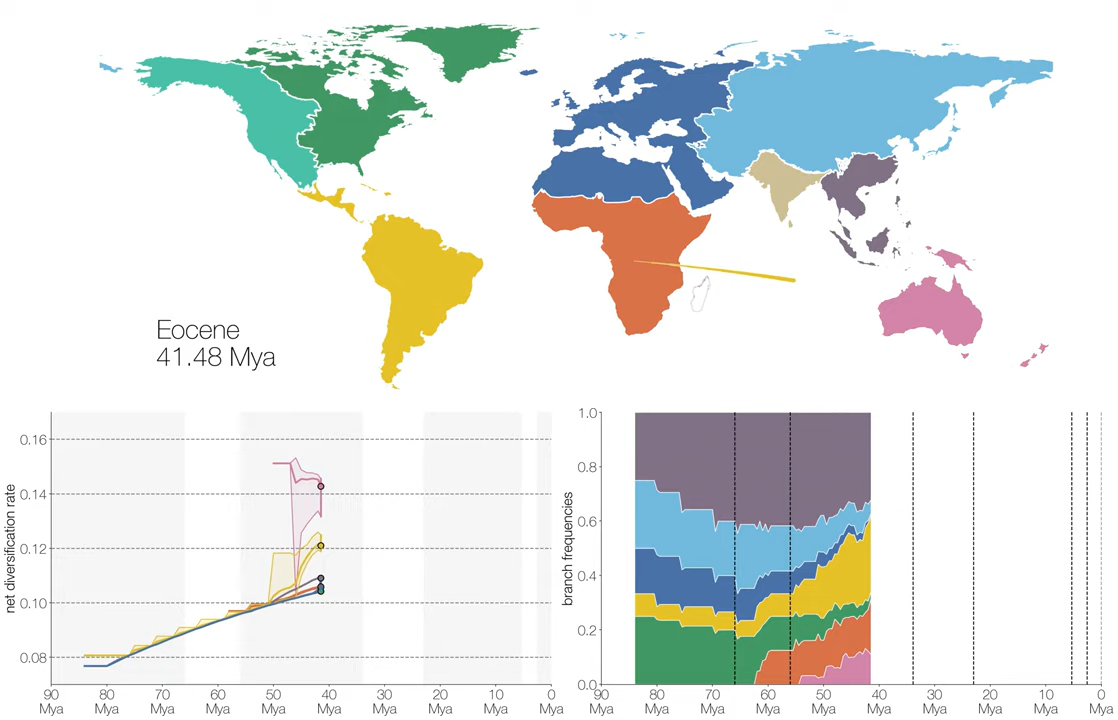 Eocene
41.48 Mya
net diversification rate
0.16
0.14
0.12
0.10
0.08
90 80 70 60 50 40 30 20 10 0
Mya Mya Mya Mya Mya Mya Mya Mya Mya Mya
branch frequencies
1.0
0.8
0.6
0.4
0.2
0.0
90 80 70 60 50 40 30 20 10 0
Mya Mya Mya Mya Mya Mya Mya Mya Mya Mya